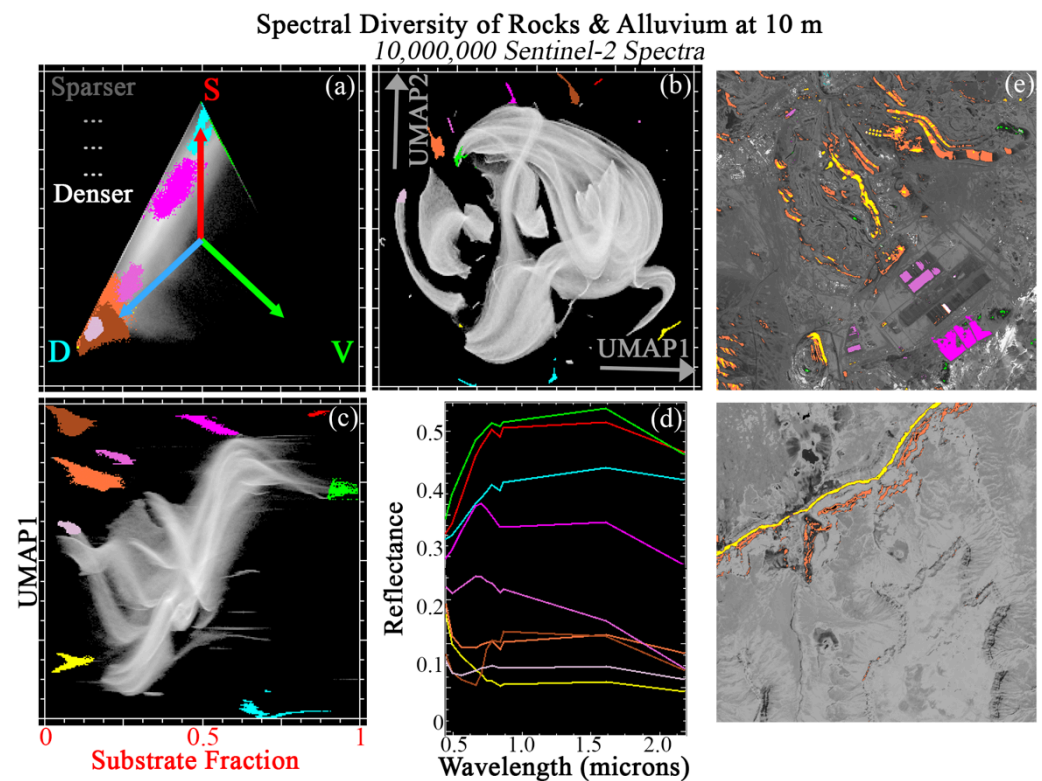 Spectral Diversity of Rocks & Alluvium at 10 m
10,000,000 Sentinel-2 Spectra
Sparser
...
...
...
Denser
S
(a)
D
V
UMAP2
(b)
UMAP1
(e)
(c)
UMAP1
0
0.5
1
Substrate Fraction
(d)
0.5
0.4
0.3
0.2
0.1
0
Reflectance
0.5
1.0
1.5
2.0
Wavelength (microns)